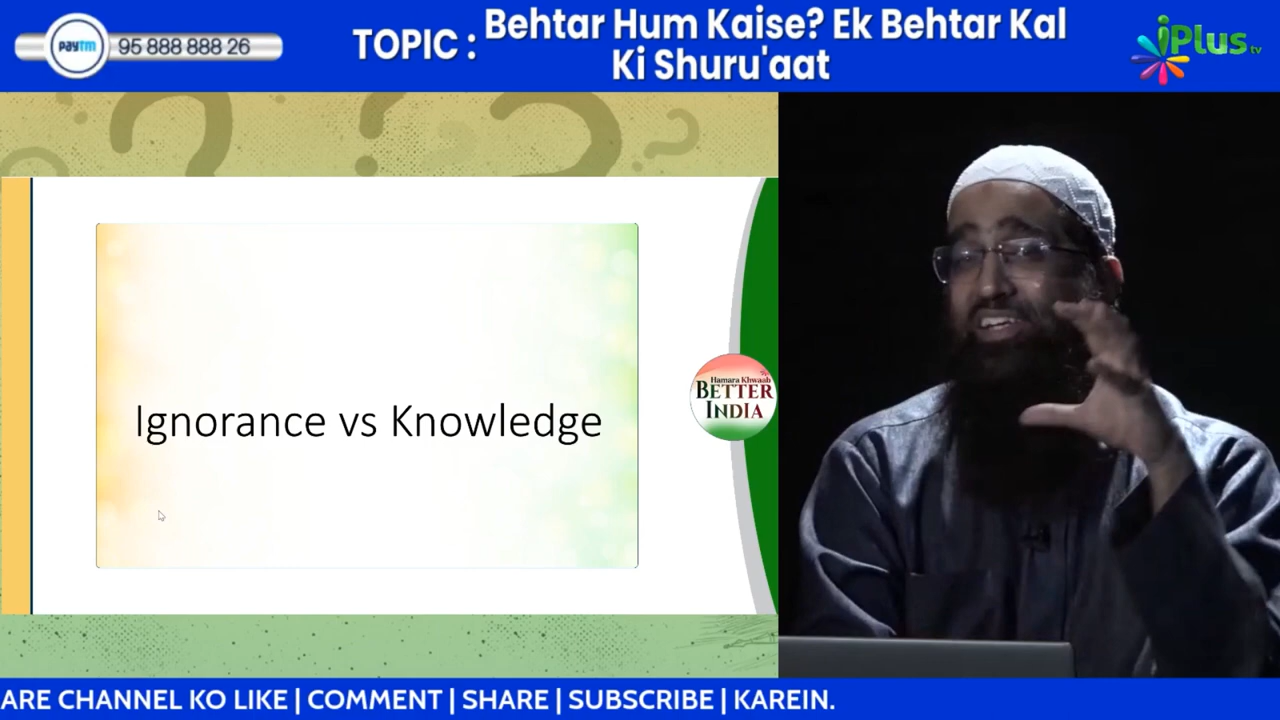 paytm
95 888 888 26
TOPIC :
Behtar Hum Kaise? Ek Behtar Kal
Ki Shuru'aat
iPlus tv
Ignorance vs Knowledge
Hamara Khwaab
BETTER
INDIA
ARE CHANNEL KO LIKE | COMMENT | SHARE | SUBSCRIBE | KAREIN.